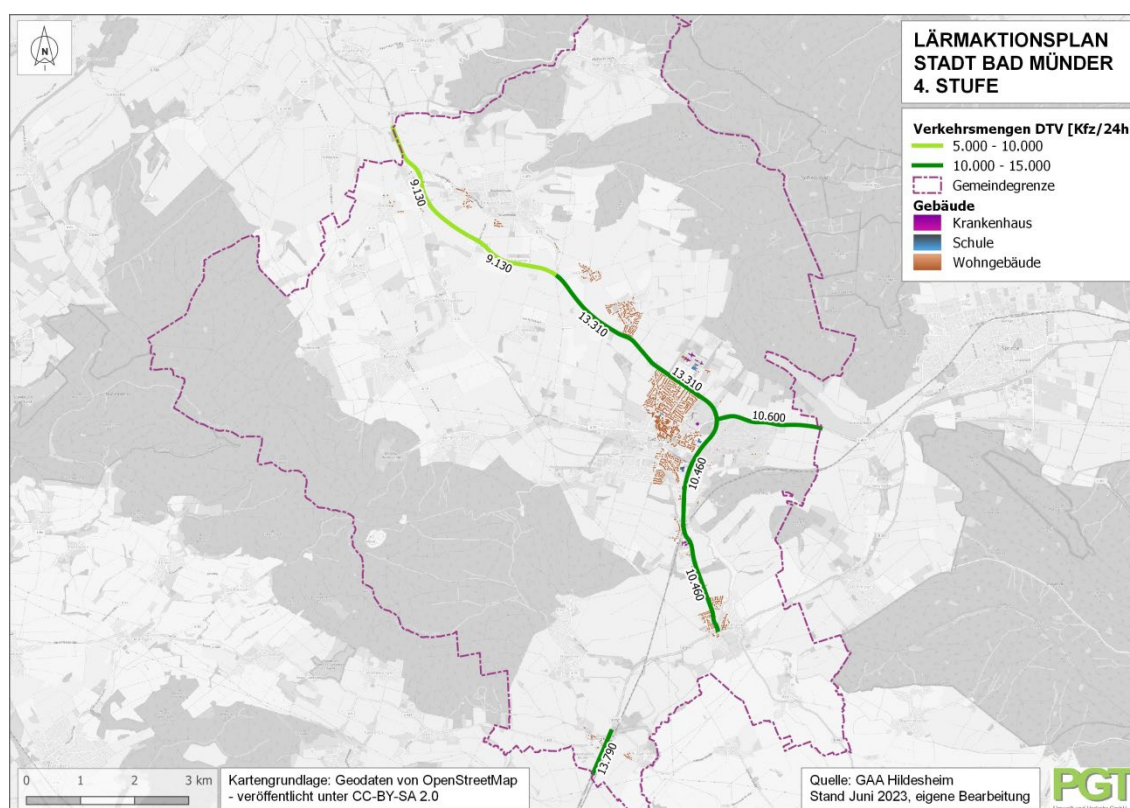 LÄRMAKTIONSPLAN
STADT BAD MÜNDER
4. STUFE
Verkehrsmengen DTV [Kfz/24h
5.000 - 10.000
10.000 - 15.000
Gemeindegrenze
Gebäude
Krankenhaus
Schule
Wohngebäude
9.130
9.130
13.310
13.310
10.600
10.460
10.460
13.790
0 1 2 3 km
Kartengrundlage: Geodaten von OpenStreetMap
- veröffentlicht unter CC-BY-SA 2.0
Quelle: GAA Hildesheim
Stand Juni 2023, eigene Bearbeitung
PGT